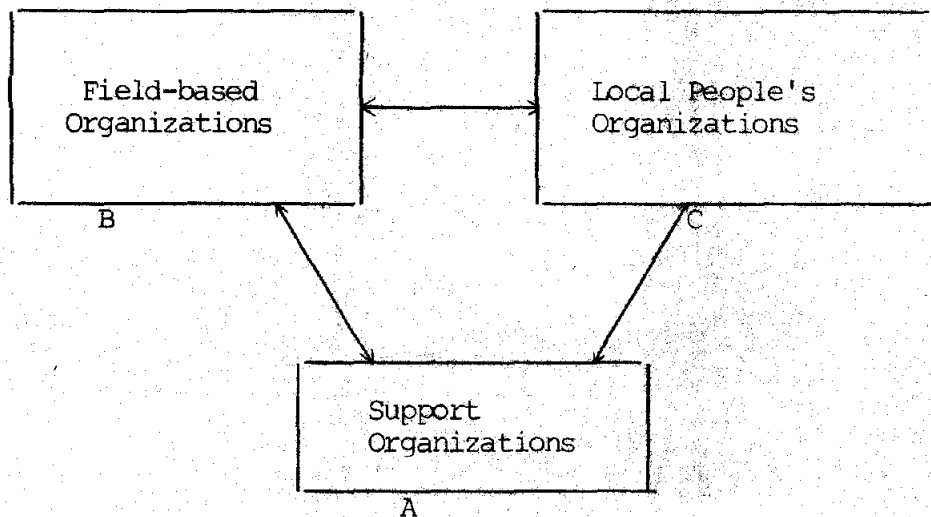 Field-based
Organizations
Local People's
Organizations
B
C
Support
Organizations
A